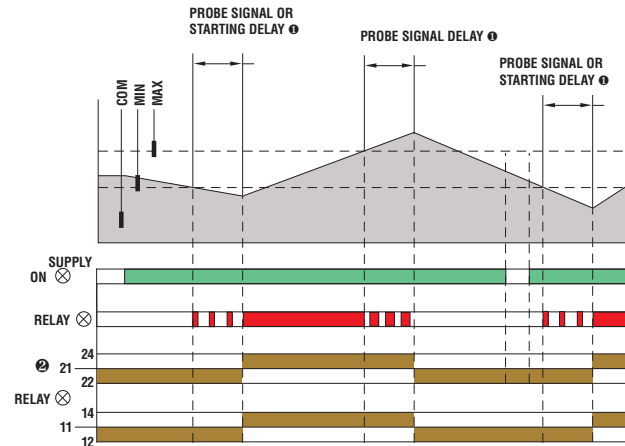 PROBE SIGNAL OR
STARTING DELAY ❶
PROBE SIGNAL DELAY ❶
PROBE SIGNAL OR
STARTING DELAY ❶
COM
MIN
MAX
SUPPLY
ON
RELAY
24
❷ 21
22
RELAY
14
11
12